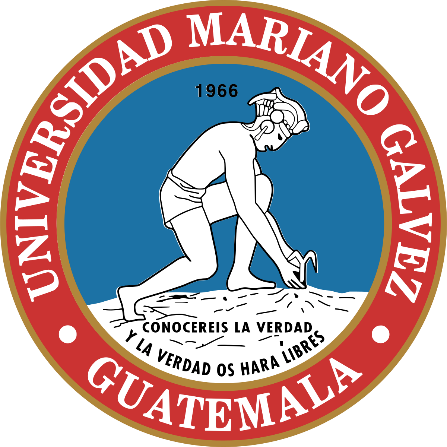 UNIVERSIDAD MARIANO GALVEZ
1966
CONOCEREIS LA VERDAD
Y LA VERDAD OS HARA LIBRES
GUATEMALA